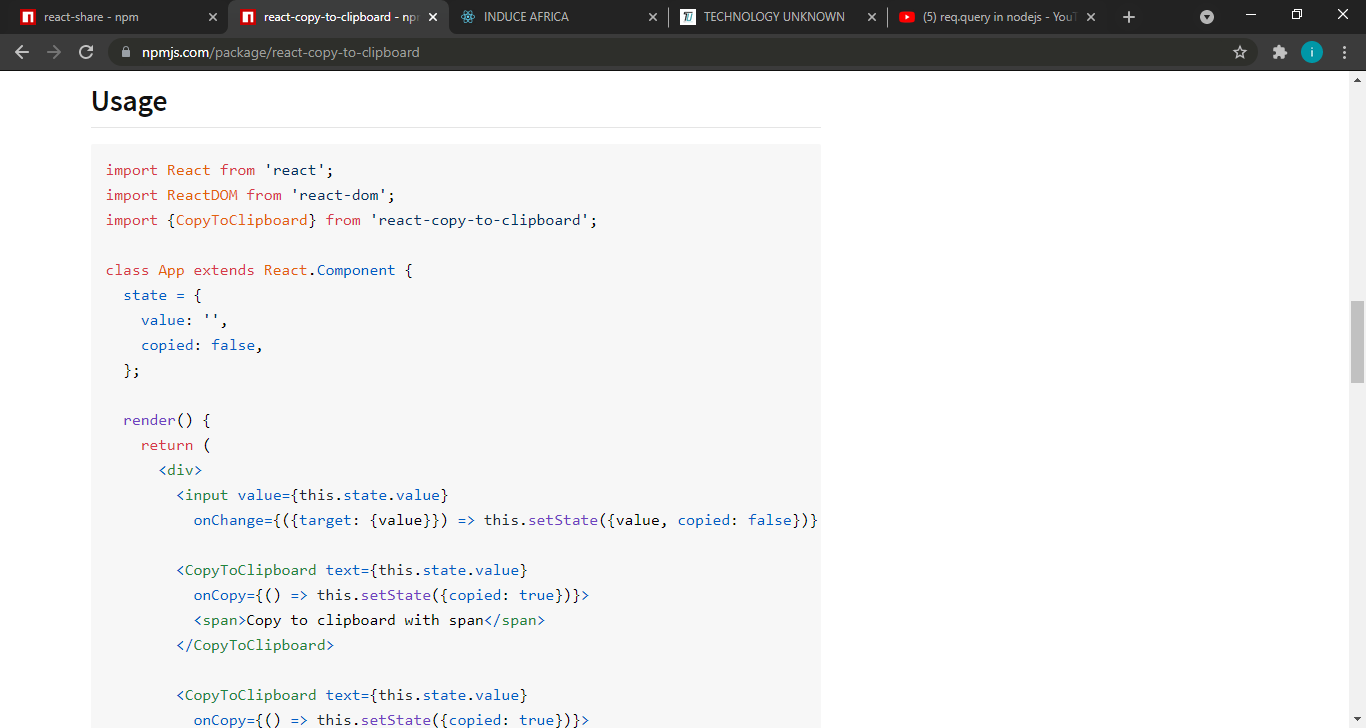 react-share - npm
react-copy-to-clipboard - np
INDUCE AFRICA
TECHNOLOGY UNKNOWN
(5) req.query in nodejs - YouT
npmjs.com/package/react-copy-to-clipboard
i
Usage
import React from 'react';
import ReactDOM from 'react-dom';
import {CopyToClipboard} from 'react-copy-to-clipboard';
class App extends React.Component {
state = {
value: '',
copied: false,
};
render() {
return (
<div>
<input value={this.state.value}
onChange={({target: {value}}) => this.setState({value, copied: false})}
<CopyToClipboard text={this.state.value}
onCopy={() => this.setState({copied: true})}>
<span>Copy to clipboard with span</span>
</CopyToClipboard>
<CopyToClipboard text={this.state.value}
onCopy={() => this.setState({copied: true})}>